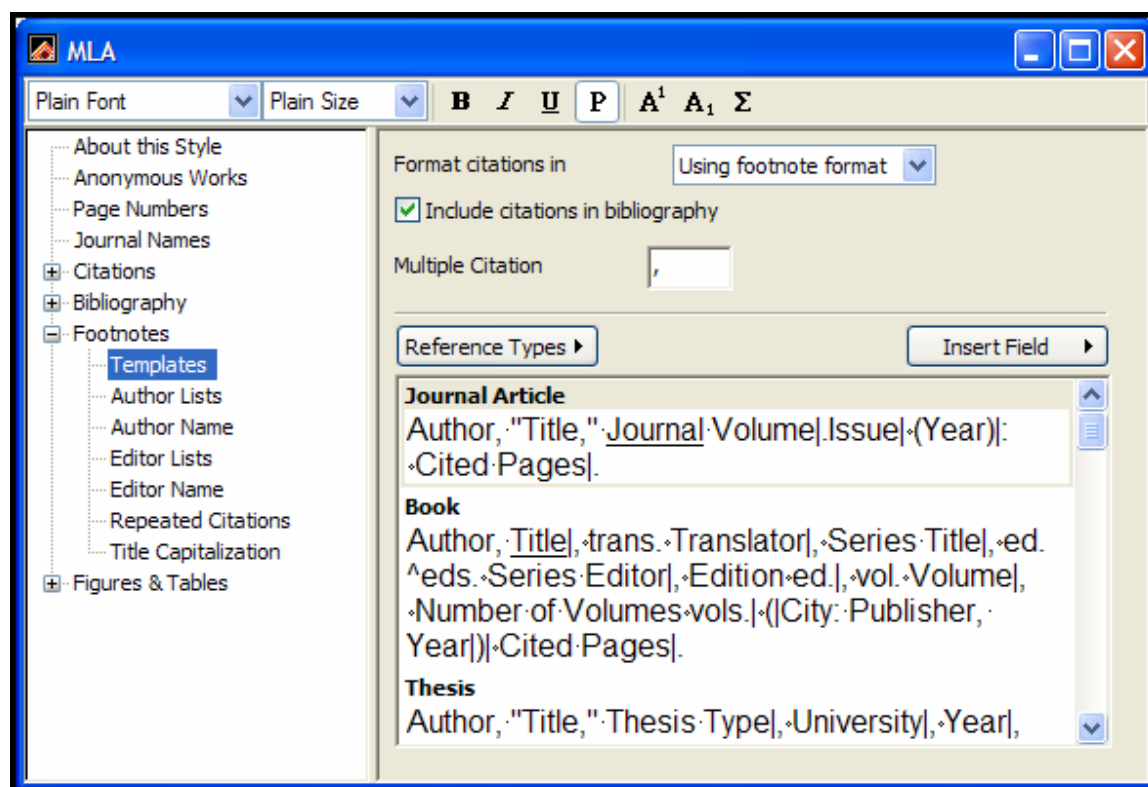 MLA
Plain Font Plain Size B I U P A¹ A₁ Σ
About this Style
Anonymous Works
Page Numbers
Journal Names
Citations
Bibliography
Footnotes
Templates
Author Lists
Author Name
Editor Lists
Editor Name
Repeated Citations
Title Capitalization
Figures & Tables
Format citations in Using footnote format
Include citations in bibliography
Multiple Citation ,
Reference Types Insert Field
Journal Article
Author,·"Title,"·Journal·Volume|.Issue|⋄(Year)|:
⋄Cited·Pages|.
Book
Author,·Title|,⋄trans.⋄Translator|,⋄Series·Title|,⋄ed.
^eds.⋄Series·Editor|,⋄Edition⋄ed.|,⋄vol.⋄Volume|,
⋄Number·of·Volumes⋄vols.|⋄(|City:·Publisher,·
Year|)|⋄Cited·Pages|.
Thesis
Author,·"Title,"·Thesis·Type|,⋄University|,⋄Year|,